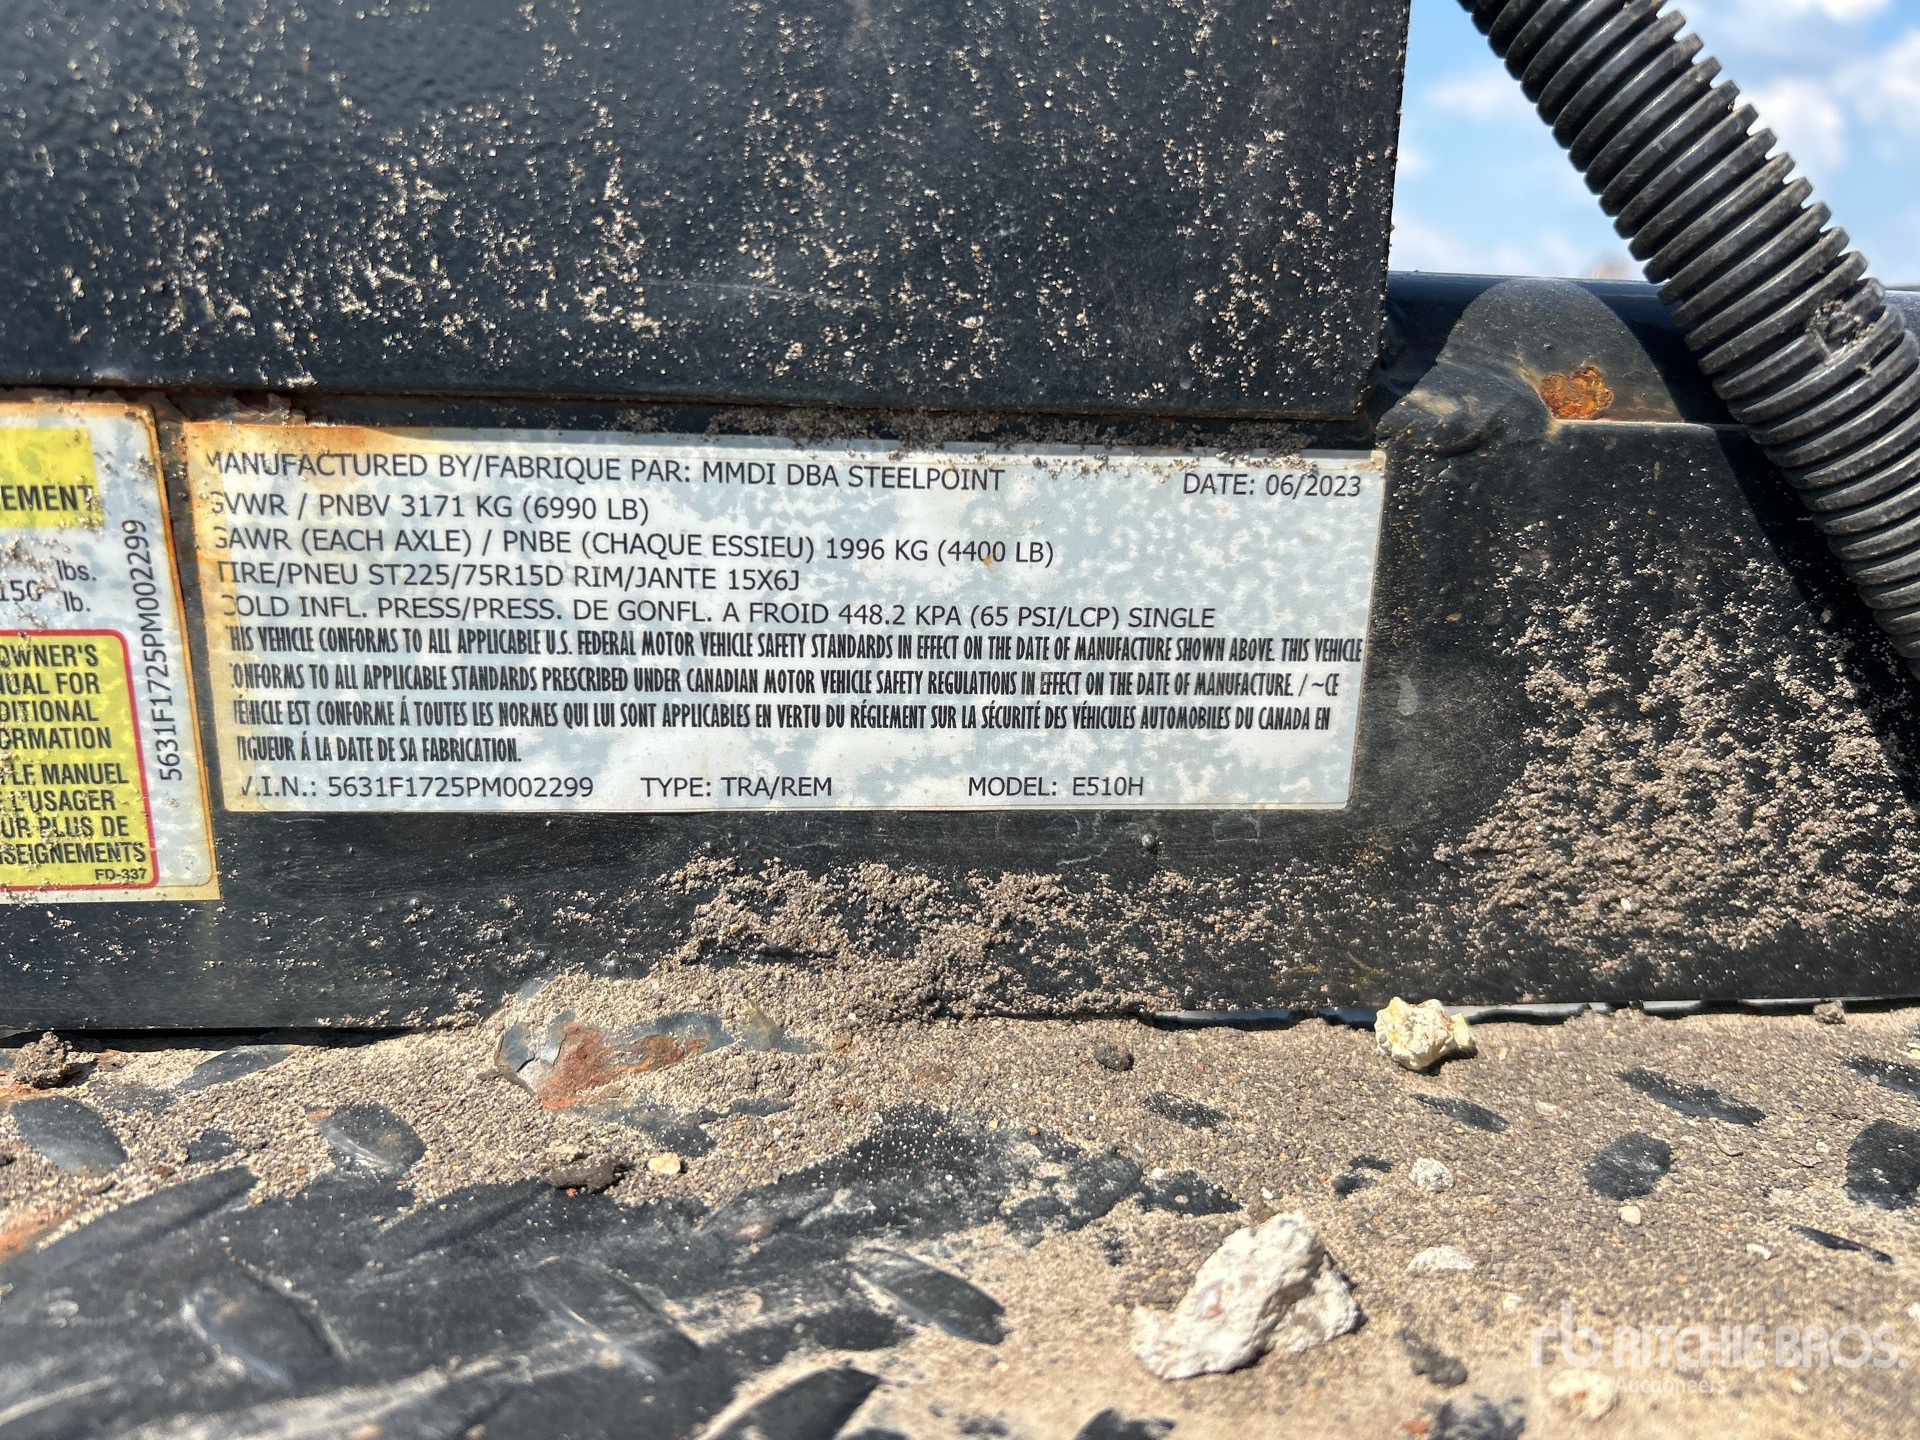 EMENT
lbs.
150 lb.
OWNER'S
NUAL FOR
DITIONAL
ORMATION
LE MANUEL
L'USAGER
UR PLUS DE
NSEIGNEMENTS
FD-337
5631F1725PM002299
MANUFACTURED BY/FABRIQUE PAR: MMDI DBA STEELPOINT DATE: 06/2023
GVWR / PNBV 3171 KG (6990 LB)
GAWR (EACH AXLE) / PNBE (CHAQUE ESSIEU) 1996 KG (4400 LB)
TIRE/PNEU ST225/75R15D RIM/JANTE 15X6J
COLD INFL. PRESS/PRESS. DE GONFL. A FROID 448.2 KPA (65 PSI/LCP) SINGLE
THIS VEHICLE CONFORMS TO ALL APPLICABLE U.S. FEDERAL MOTOR VEHICLE SAFETY STANDARDS IN EFFECT ON THE DATE OF MANUFACTURE SHOWN ABOVE. THIS VEHICLE
CONFORMS TO ALL APPLICABLE STANDARDS PRESCRIBED UNDER CANADIAN MOTOR VEHICLE SAFETY REGULATIONS IN EFFECT ON THE DATE OF MANUFACTURE. / ~CE
VÉHICLE EST CONFORME Á TOUTES LES NORMES QUI LUI SONT APPLICABLES EN VERTU DU RÉGLEMENT SUR LA SÉCURITÉ DES VÉHICULES AUTOMOBILES DU CANADA EN
VIGUEUR Á LA DATE DE SA FABRICATION.
V.I.N.: 5631F1725PM002299 TYPE: TRA/REM MODEL: E510H
rb RITCHIE BROS.
Auctioneers